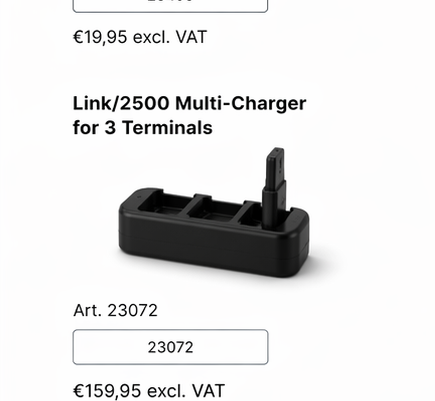 €19,95 excl. VAT
Link/2500 Multi-Charger
for 3 Terminals
Art. 23072
23072
€159,95 excl. VAT